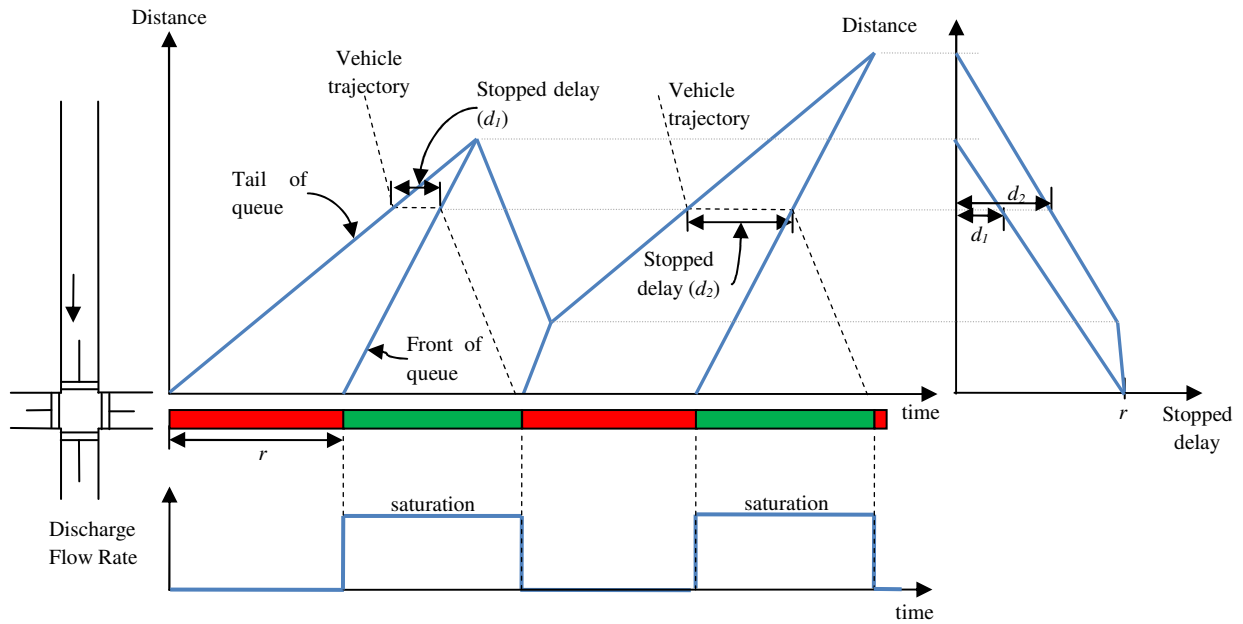 Distance
Vehicle
trajectory
Stopped delay
(d1)
Tail of
queue
Front of
queue
Vehicle
trajectory
Stopped
delay (d2)
time
r
Distance
d2
d1
r
Stopped
delay
Discharge
Flow Rate
saturation
saturation
time